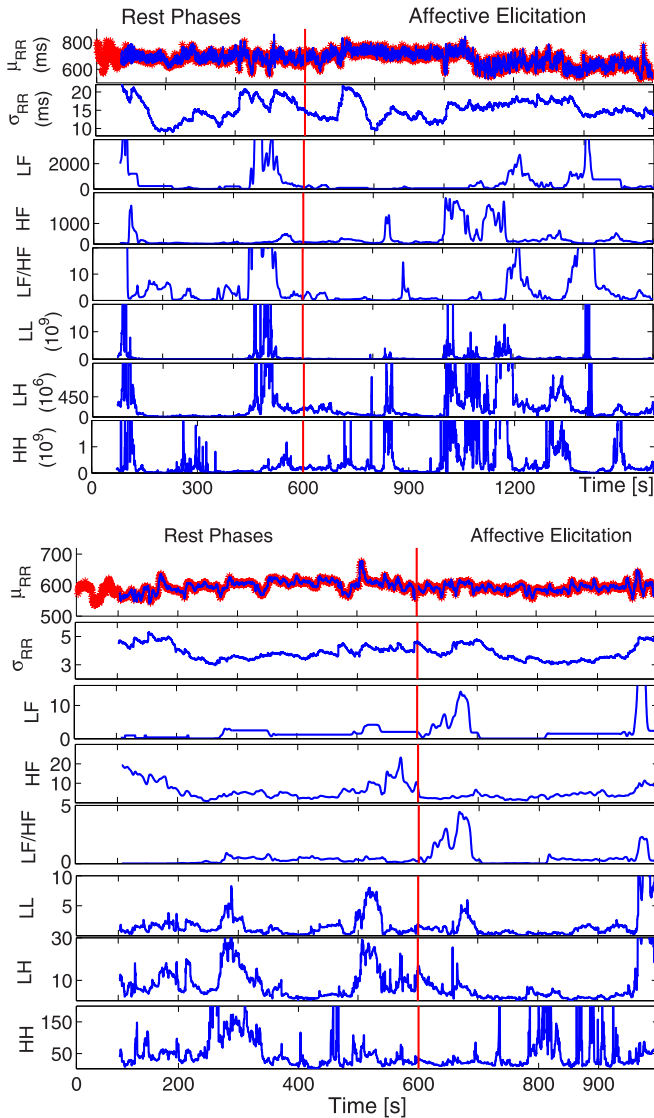 Rest Phases Affective Elicitation
μRR (ms)
800
600
σRR (ms)
20
15
10
LF
2000
0
HF
1000
0
LF/HF
10
0
LL (10⁹)
10
0
LH (10⁶)
450
HH (10⁹)
1
0
0 300 600 900 1200 Time [s]
Rest Phases Affective Elicitation
μRR
700
600
500
σRR
5
3
LF
10
0
HF
20
10
LF/HF
5
0
LL
10
5
LH
30
10
HH
150
50
200 400 600 800 900
Time [s]